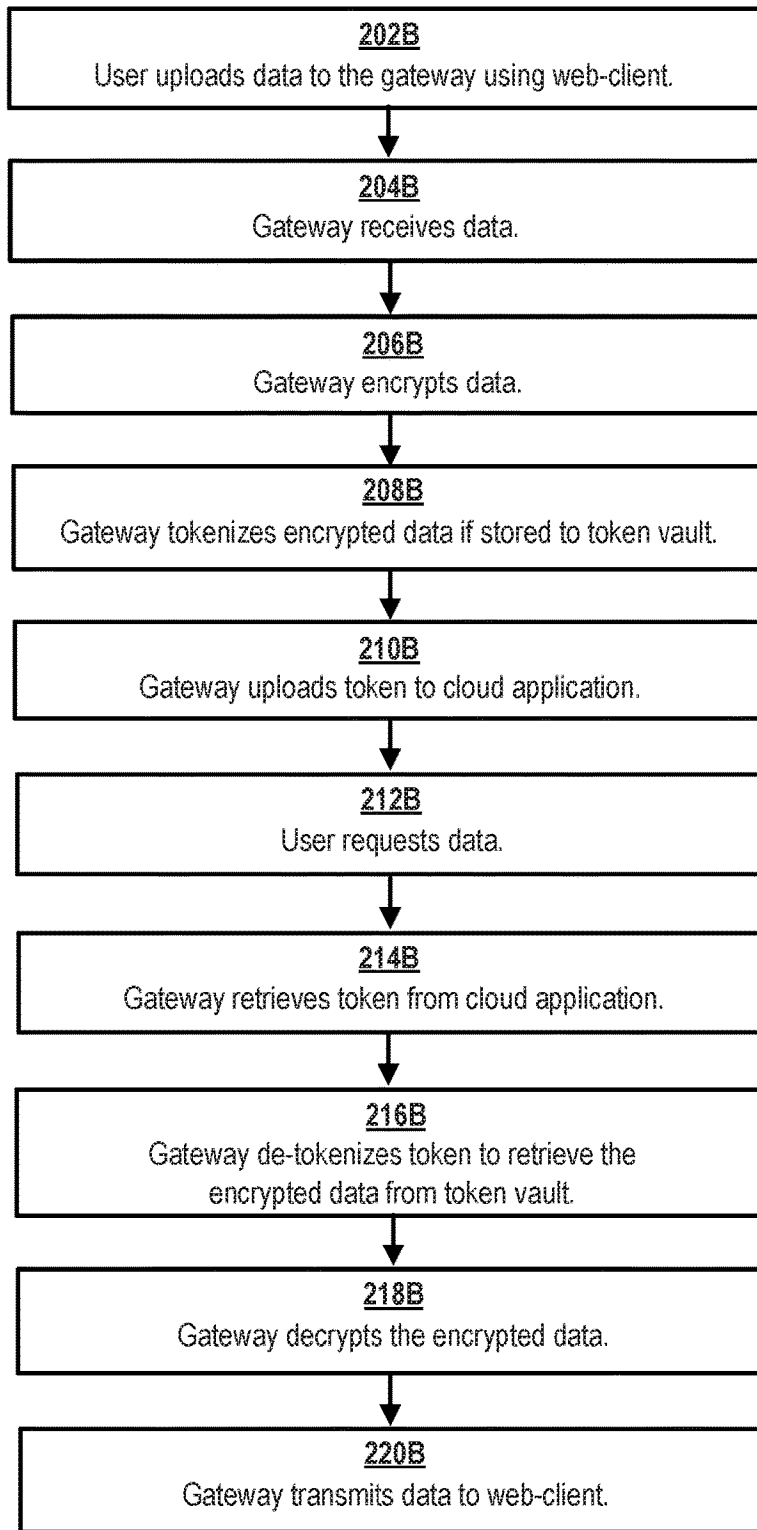 202B
User uploads data to the gateway using web-client.
204B
Gateway receives data.
206B
Gateway encrypts data.
208B
Gateway tokenizes encrypted data if stored to token vault.
210B
Gateway uploads token to cloud application.
212B
User requests data.
214B
Gateway retrieves token from cloud application.
216B
Gateway de-tokenizes token to retrieve the
encrypted data from token vault.
218B
Gateway decrypts the encrypted data.
220B
Gateway transmits data to web-client.